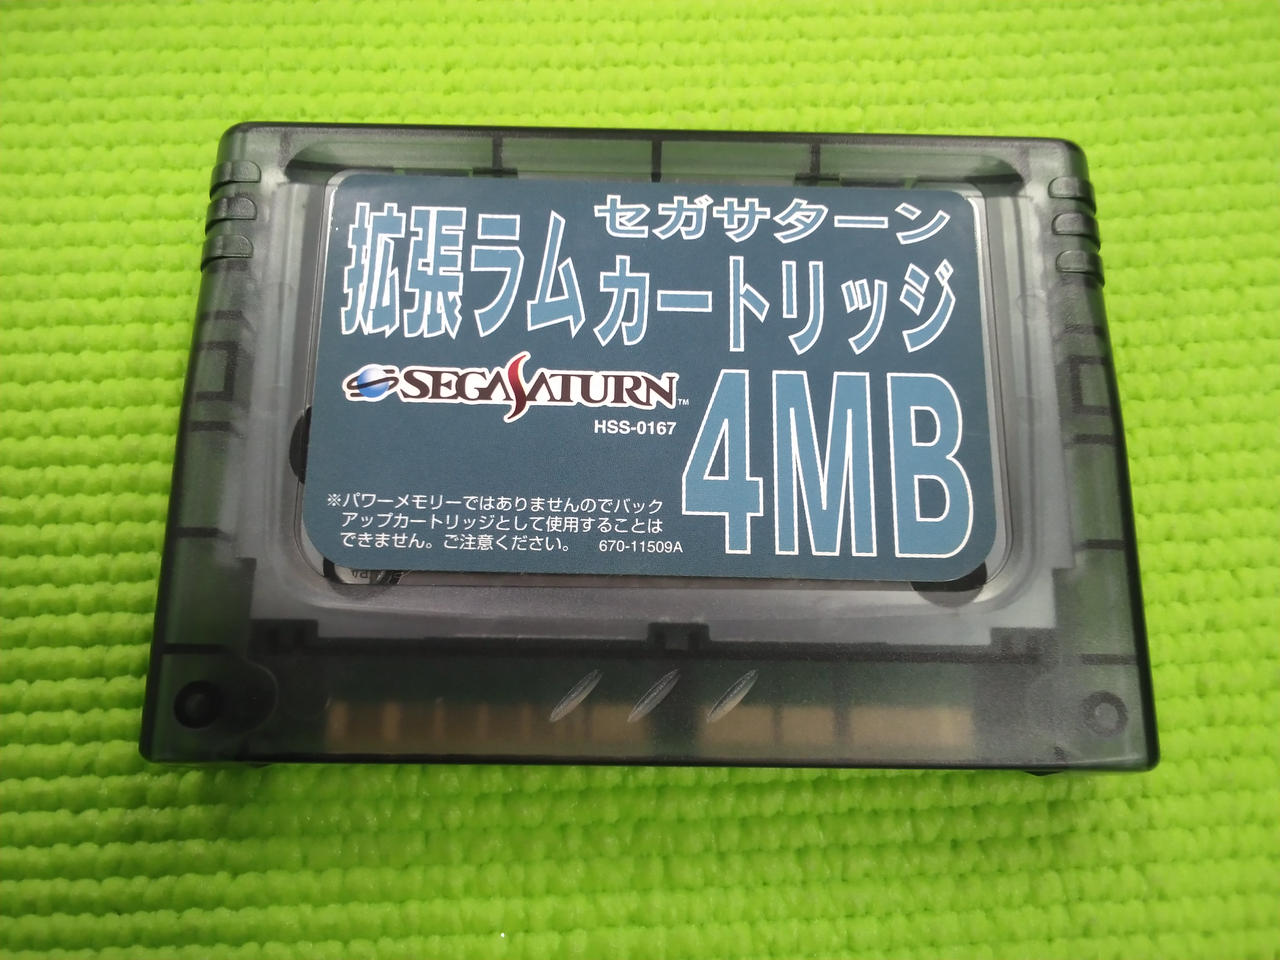 セガサターン
拡張ラムカートリッジ
4MB
SEGA SATURN™
HSS-0167
※パワーメモリーではありませんのでバック
アップカートリッジとして使用することは
できません。ご注意ください。 670-11509A